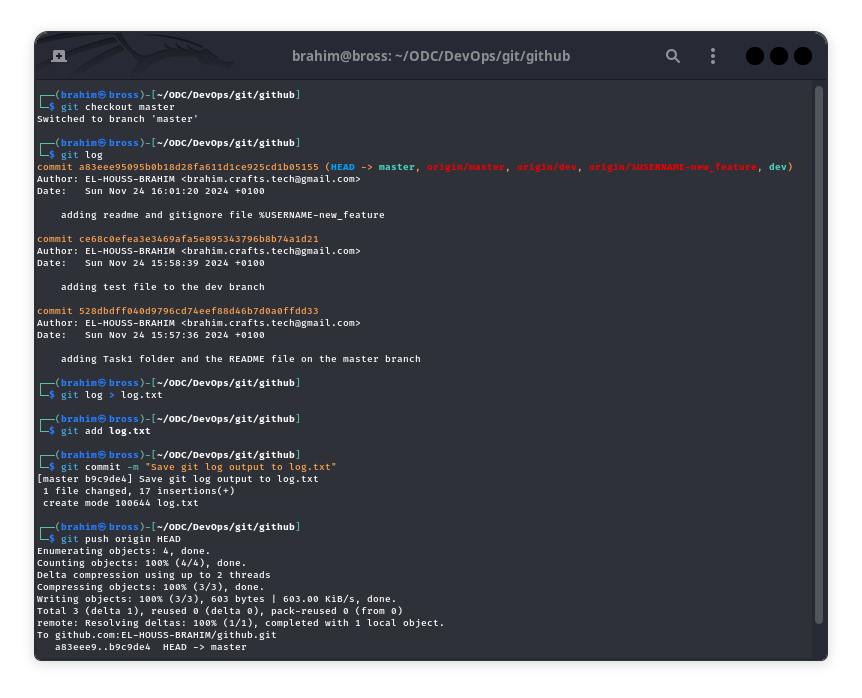 brahim@bross: ~/ODC/DevOps/git/github
┌──(brahim㉿bross)-[~/ODC/DevOps/git/github]
└─$ git checkout master
Switched to branch 'master'
┌──(brahim㉿bross)-[~/ODC/DevOps/git/github]
└─$ git log
commit a83eee95095b0b18d28fa611d1ce925cd1b05155 (HEAD -> master, origin/master, origin/dev, origin/%USERNAME-new_feature, dev)
Author: EL-HOUSS-BRAHIM <brahim.crafts.tech@gmail.com>
Date:   Sun Nov 24 16:01:20 2024 +0100
    adding readme and gitignore file %USERNAME-new_feature
commit ce68c0efea3e3469afa5e895343796b8b74a1d21
Author: EL-HOUSS-BRAHIM <brahim.crafts.tech@gmail.com>
Date:   Sun Nov 24 15:58:39 2024 +0100
    adding test file to the dev branch
commit 528dbdff040d9796cd74eef88d46b7d0a0ffdd33
Author: EL-HOUSS-BRAHIM <brahim.crafts.tech@gmail.com>
Date:   Sun Nov 24 15:57:36 2024 +0100
    adding Task1 folder and the README file on the master branch
┌──(brahim㉿bross)-[~/ODC/DevOps/git/github]
└─$ git log > log.txt
┌──(brahim㉿bross)-[~/ODC/DevOps/git/github]
└─$ git add log.txt
┌──(brahim㉿bross)-[~/ODC/DevOps/git/github]
└─$ git commit -m "Save git log output to log.txt"
[master b9c9de4] Save git log output to log.txt
 1 file changed, 17 insertions(+)
 create mode 100644 log.txt
┌──(brahim㉿bross)-[~/ODC/DevOps/git/github]
└─$ git push origin HEAD
Enumerating objects: 4, done.
Counting objects: 100% (4/4), done.
Delta compression using up to 2 threads
Compressing objects: 100% (3/3), done.
Writing objects: 100% (3/3), 603 bytes | 603.00 KiB/s, done.
Total 3 (delta 1), reused 0 (delta 0), pack-reused 0 (from 0)
remote: Resolving deltas: 100% (1/1), completed with 1 local object.
To github.com:EL-HOUSS-BRAHIM/github.git
   a83eee9..b9c9de4  HEAD -> master